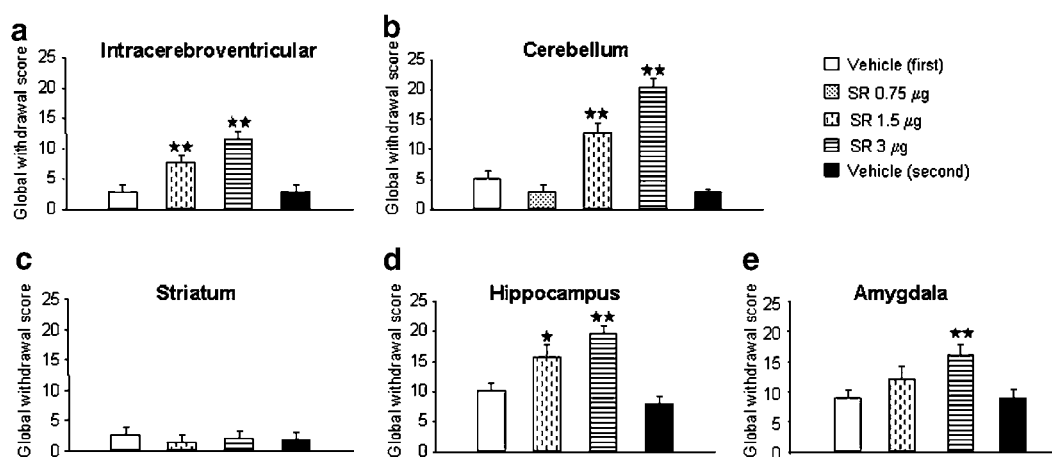 a
Intracerebroventricular
Global withdrawal score
25
20
15
10
5
0
★★
★★
b
Cerebellum
Global withdrawal score
25
20
15
10
5
0
★★
★★
Vehicle (first)
SR 0.75 µg
SR 1.5 µg
SR 3 µg
Vehicle (second)
c
Striatum
Global withdrawal score
25
20
15
10
5
0
d
Hippocampus
Global withdrawal score
25
20
15
10
5
0
★
★★
e
Amygdala
Global withdrawal score
25
20
15
10
5
0
★★